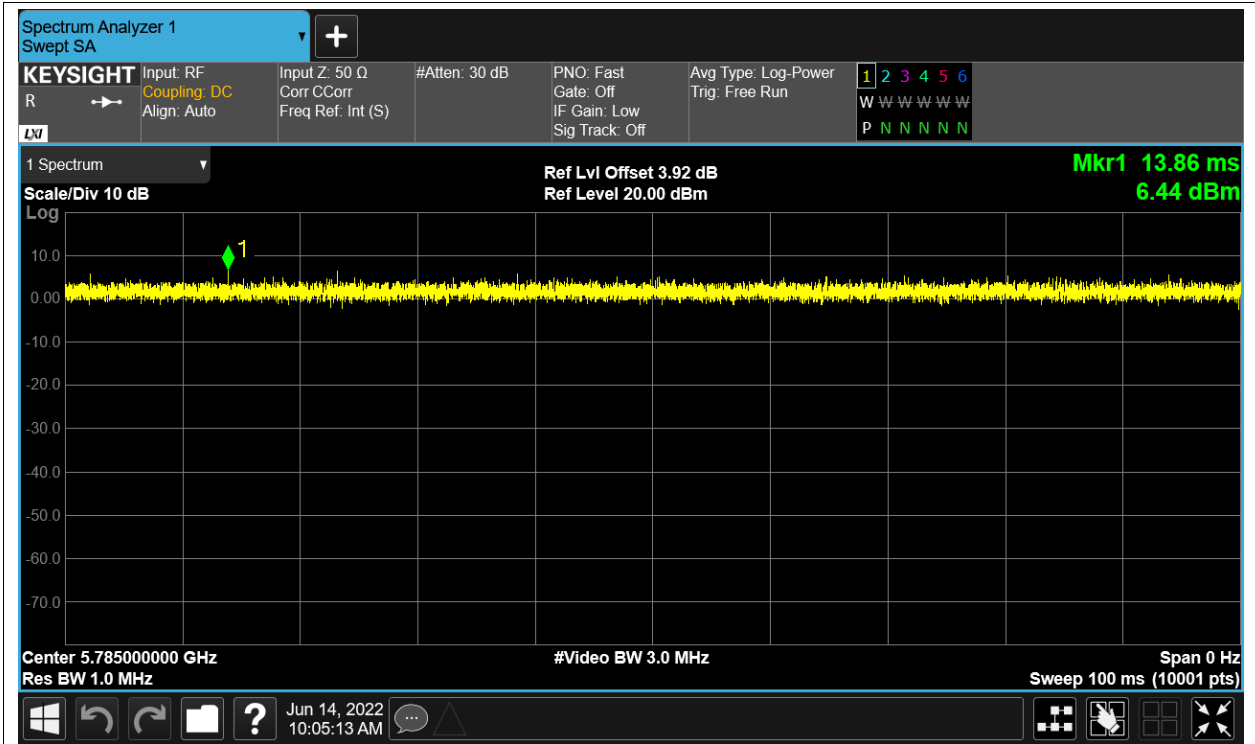 Spectrum Analyzer 1
Swept SA
KEYSIGHT
R
LXI
Input: RF
Coupling: DC
Align: Auto
Input Z: 50 Ω
Corr CCorr
Freq Ref: Int (S)
#Atten: 30 dB
PNO: Fast
Gate: Off
IF Gain: Low
Sig Track: Off
Avg Type: Log-Power
Trig: Free Run
1 2 3 4 5 6
W W W W W W
P N N N N N
1 Spectrum
Scale/Div 10 dB
Log
Ref Lvl Offset 3.92 dB
Ref Level 20.00 dBm
Mkr1 13.86 ms
6.44 dBm
1
10.0
0.00
-10.0
-20.0
-30.0
-40.0
-50.0
-60.0
-70.0
Center 5.785000000 GHz
Res BW 1.0 MHz
#Video BW 3.0 MHz
Span 0 Hz
Sweep 100 ms (10001 pts)
?
Jun 14, 2022
10:05:13 AM